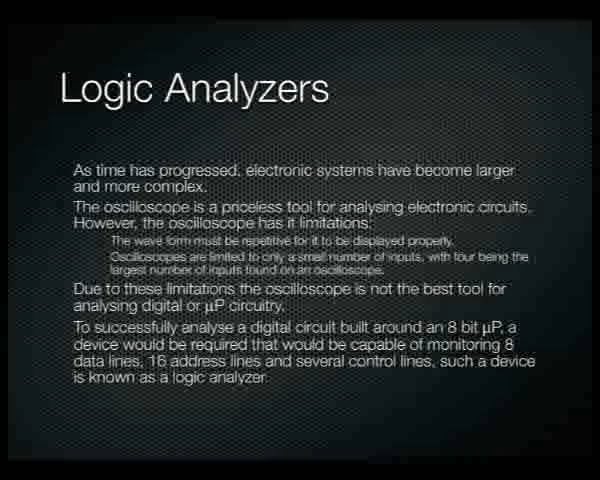 Logic Analyzers
As time has progressed, electronic systems have become larger
and more complex.
The oscilloscope is a priceless tool for analysing electronic circuits.
However, the oscilloscope has it limitations:
The wave form must be repetitive for it to be displayed properly.
Oscilloscopes are limited to only a small number of inputs, with four being the
largest number of inputs found on an oscilloscope.
Due to these limitations the oscilloscope is not the best tool for
analysing digital or µP circuitry.
To successfully analyse a digital circuit built around an 8 bit µP, a
device would be required that would be capable of monitoring 8
data lines, 16 address lines and several control lines, such a device
is known as a logic analyzer.